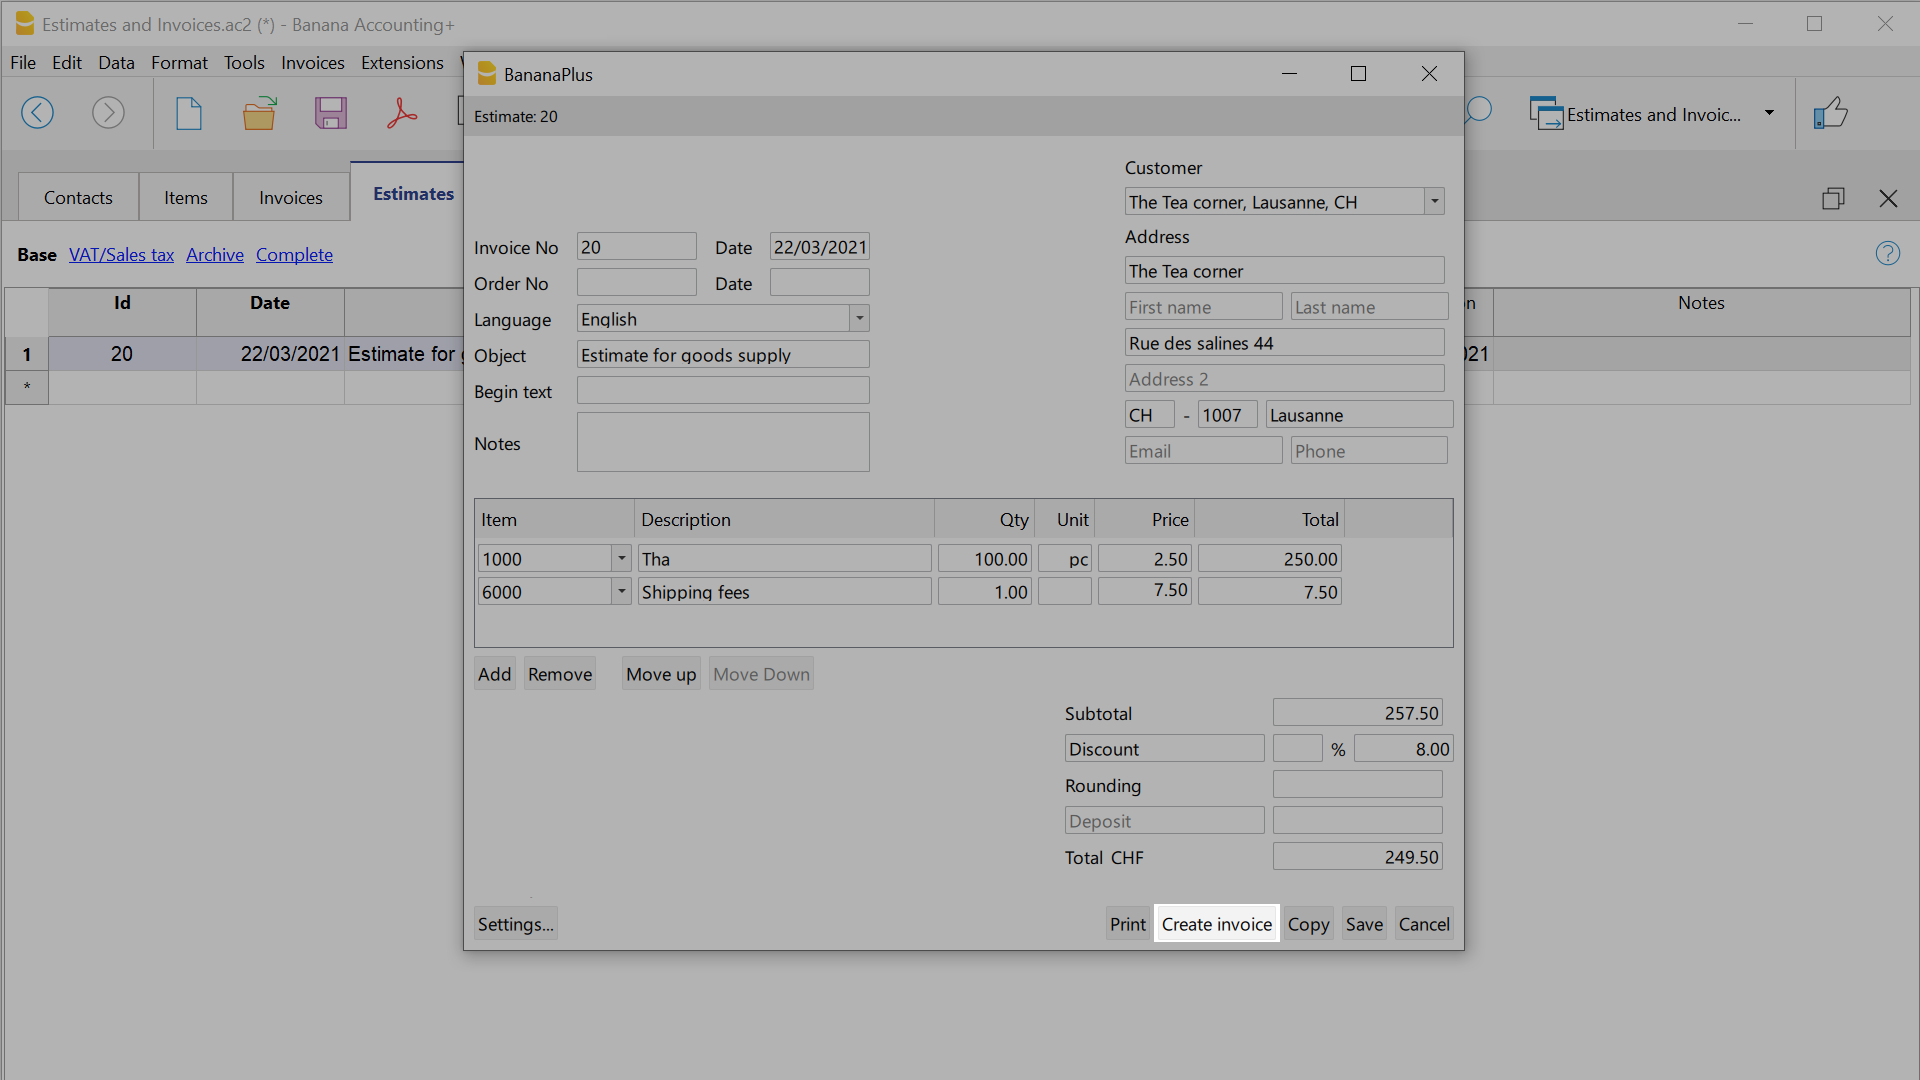 Estimates and Invoices.ac2 (*) - Banana Accounting+
File Edit Data Format Tools Invoices Extensions
Estimates and Invoic...
Contacts Items Invoices Estimates
Base VAT/Sales tax Archive Complete
Id Date Notes
1 20 22/03/2021 Estimate for
*
BananaPlus
Estimate: 20
Customer
The Tea corner, Lausanne, CH
Address
The Tea corner
First name Last name
Rue des salines 44
Address 2
CH - 1007 Lausanne
Email Phone
Invoice No 20 Date 22/03/2021
Order No Date
Language English
Object Estimate for goods supply
Begin text
Notes
Item Description Qty Unit Price Total
1000 Tha 100.00 pc 2.50 250.00
6000 Shipping fees 1.00 7.50 7.50
Add Remove Move up Move Down
Subtotal 257.50
Discount % 8.00
Rounding
Deposit
Total CHF 249.50
Settings... Print Create invoice Copy Save Cancel